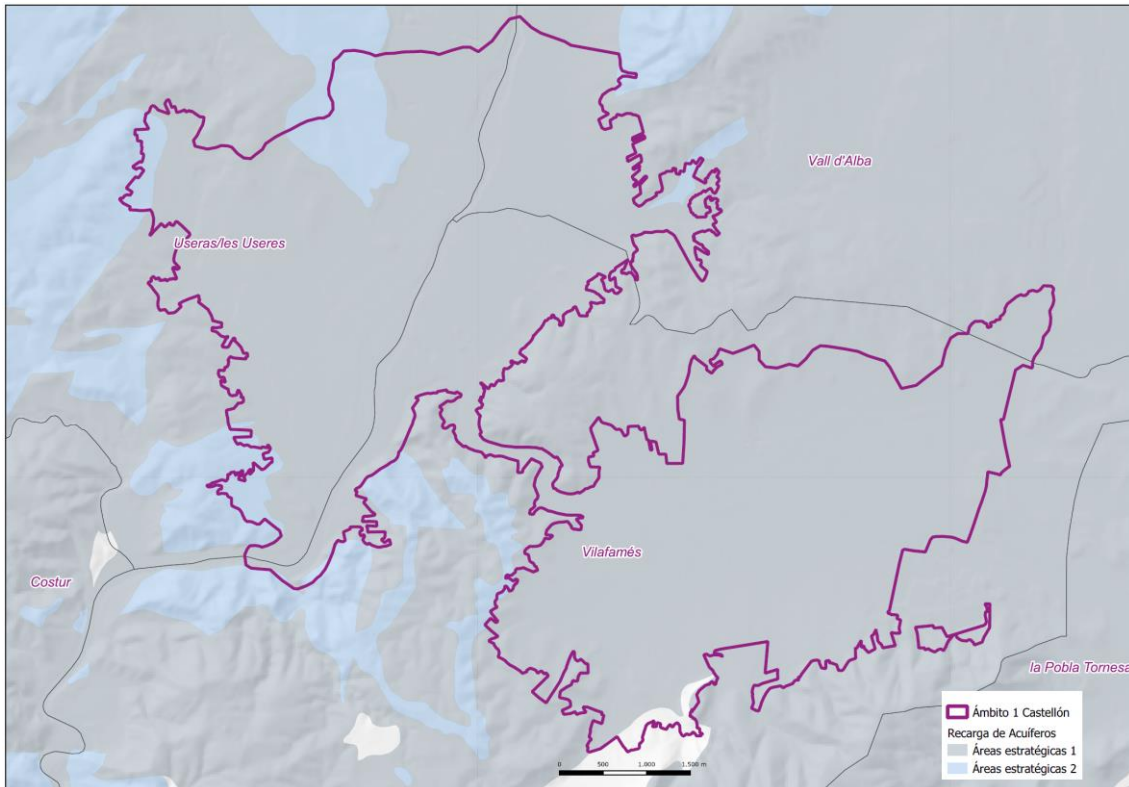 Vall d'Alba
Useras/les Useres
Vilafamés
Costur
la Pobla Tornesa
Ámbito 1 Castellón
Recarga de Acuíferos
Áreas estratégicas 1
Áreas estratégicas 2
0 500 1.000 1.500 m